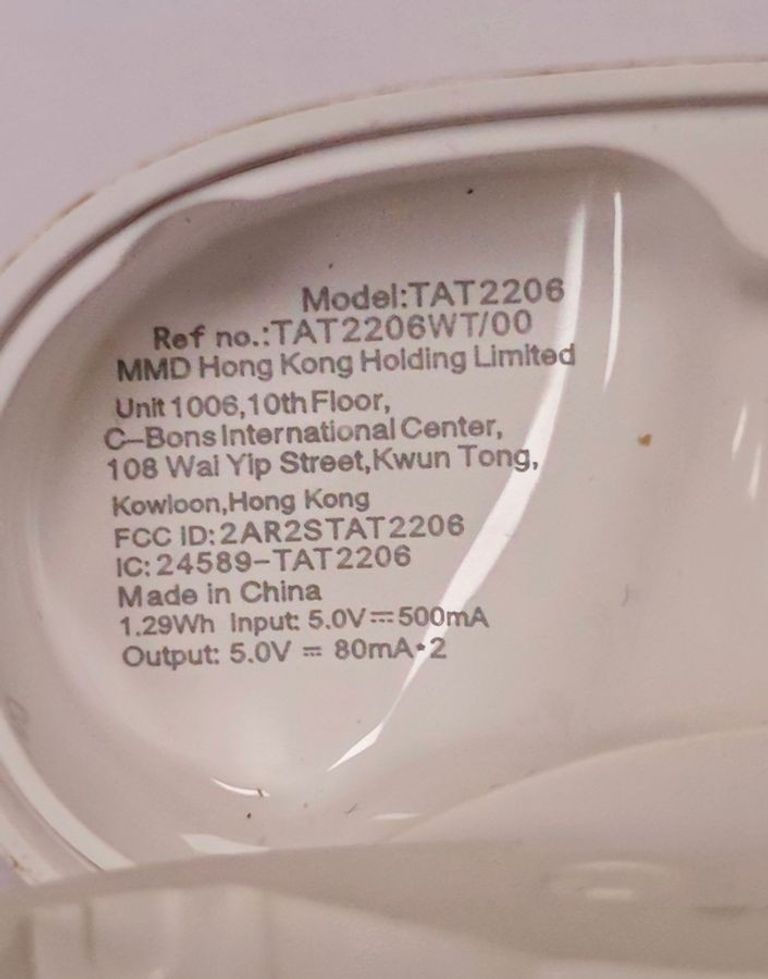 Model:TAT2206
Ref no.:TAT2206WT/00
MMD Hong Kong Holding Limited
Unit 1006,10th Floor,
C-Bons International Center,
108 Wai Yip Street,Kwun Tong,
Kowloon,Hong Kong
FCC ID:2AR2STAT2206
IC:24589-TAT2206
Made in China
1.29Wh Input: 5.0V⎓500mA
Output: 5.0V ⎓ 80mA*2